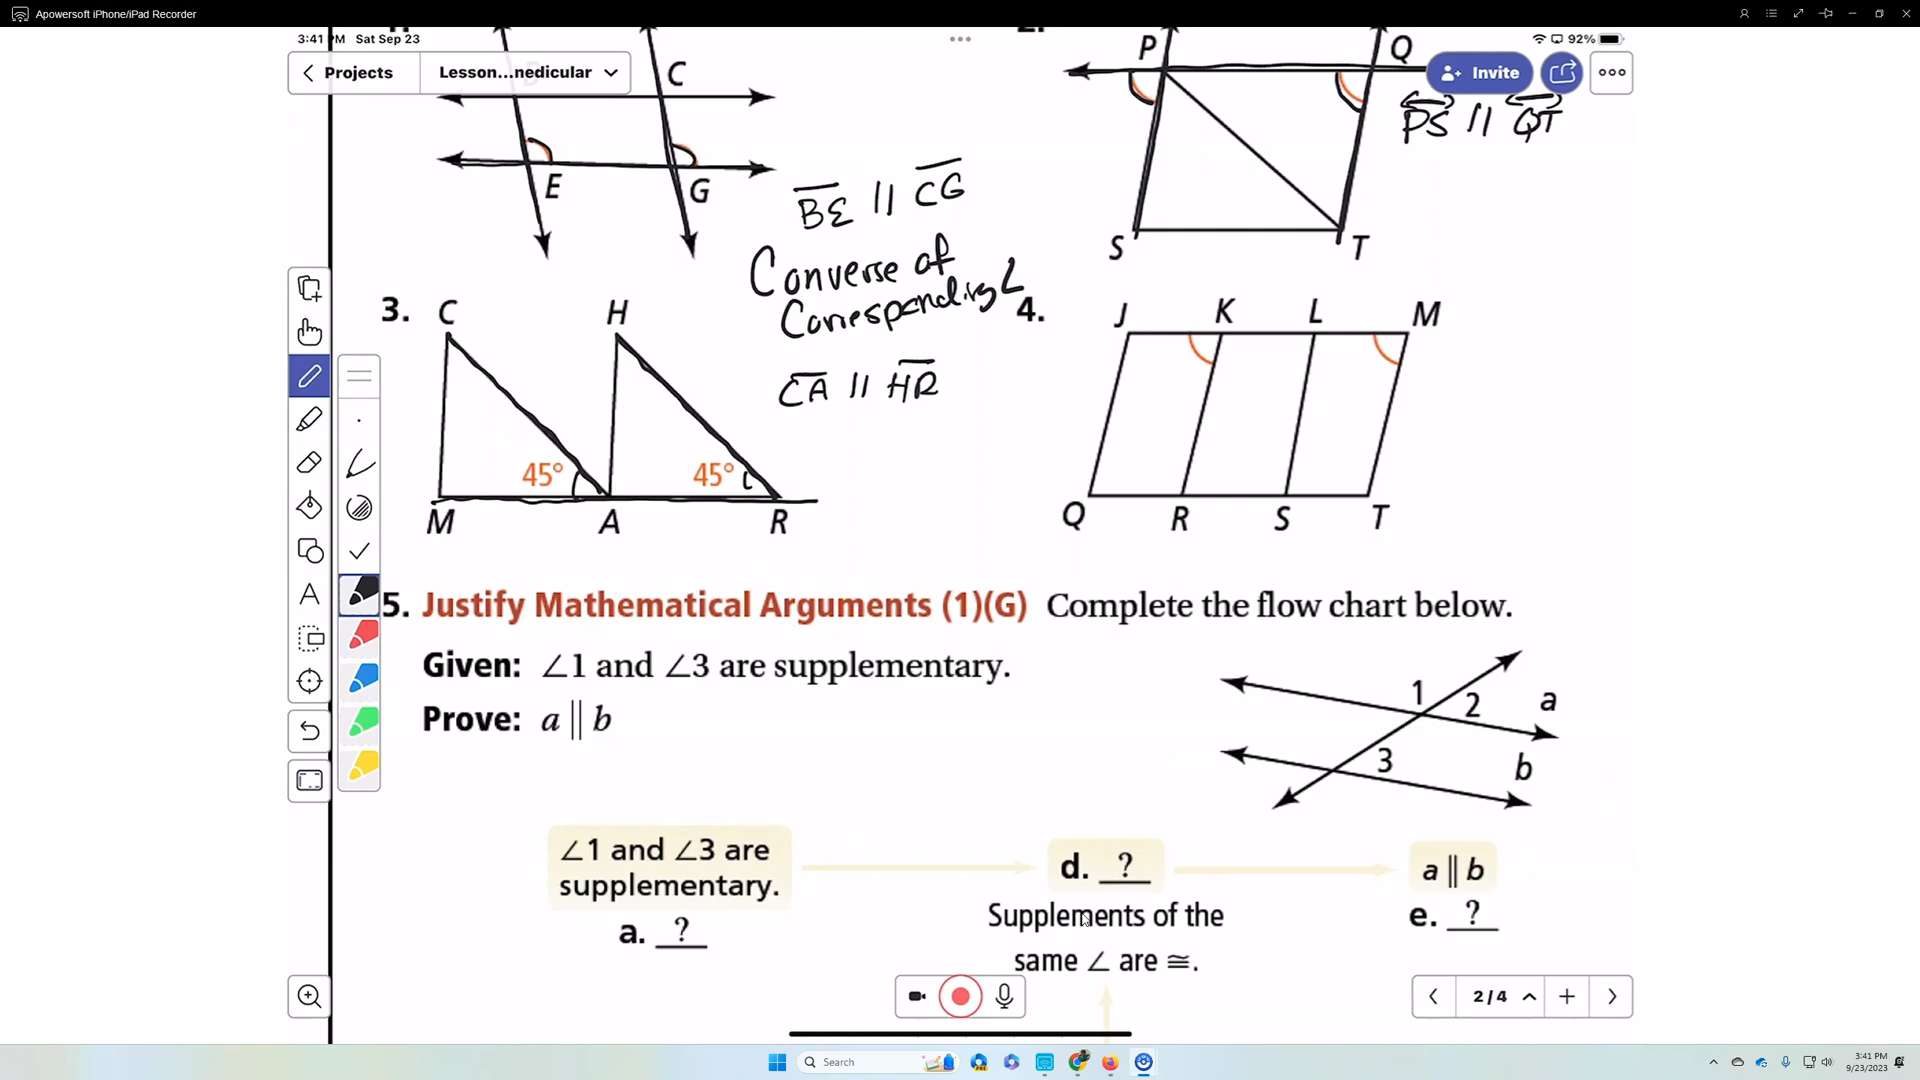 Apowersoft iPhone/iPad Recorder
3:41 PM Sat Sep 23
92%
Projects
Lesson...nedicular
Invite
C
E
G
BE || CG
Converse of
Corresponding ∠
P
Q
S
T
PS // QT
3.
C
H
45°
45°
M
A
R
CA || HR
4.
J
K
L
M
Q
R
S
T
5. Justify Mathematical Arguments (1)(G) Complete the flow chart below.
Given: ∠1 and ∠3 are supplementary.
Prove: a || b
1
2
a
3
b
∠1 and ∠3 are
supplementary.
a. ?
d. ?
Supplements of the
same ∠ are ≅.
a || b
e. ?
A
2/4
Search
3:41 PM
9/23/2023